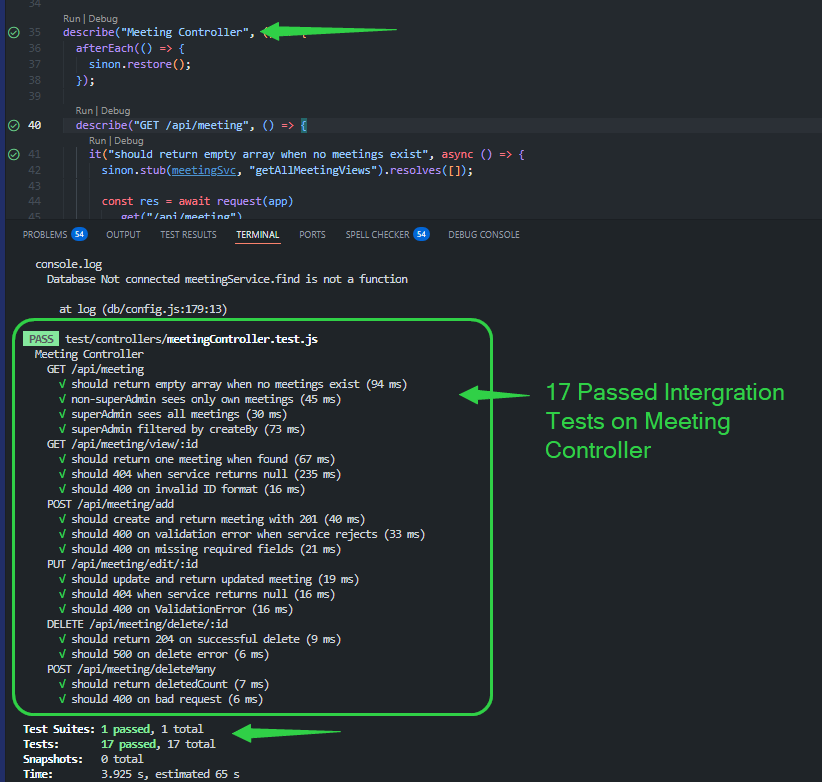 34
Run | Debug
35 describe("Meeting Controller", () => {
36 afterEach(() => {
37 sinon.restore();
38 });
39
Run | Debug
40 describe("GET /api/meeting", () => {
Run | Debug
41 it("should return empty array when no meetings exist", async () => {
42 sinon.stub(meetingSvc, "getAllMeetingViews").resolves([]);
43
44 const res = await request(app)
45 .get("/api/meeting")
PROBLEMS 54 OUTPUT TEST RESULTS TERMINAL PORTS SPELL CHECKER 54 DEBUG CONSOLE
console.log
Database Not connected meetingService.find is not a function
at log (db/config.js:179:13)
PASS test/controllers/meetingController.test.js
Meeting Controller
GET /api/meeting
√ should return empty array when no meetings exist (94 ms)
√ non-superAdmin sees only own meetings (45 ms)
√ superAdmin sees all meetings (30 ms)
√ superAdmin filtered by createBy (73 ms)
GET /api/meeting/view/:id
√ should return one meeting when found (67 ms)
√ should 404 when service returns null (235 ms)
√ should 400 on invalid ID format (16 ms)
POST /api/meeting/add
√ should create and return meeting with 201 (40 ms)
√ should 400 on validation error when service rejects (33 ms)
√ should 400 on missing required fields (21 ms)
PUT /api/meeting/edit/:id
√ should update and return updated meeting (19 ms)
√ should 404 when service returns null (16 ms)
√ should 400 on ValidationError (16 ms)
DELETE /api/meeting/delete/:id
√ should return 204 on successful delete (9 ms)
√ should 500 on delete error (6 ms)
POST /api/meeting/deleteMany
√ should return deletedCount (7 ms)
√ should 400 on bad request (6 ms)
17 Passed Intergration
Tests on Meeting
Controller
Test Suites: 1 passed, 1 total
Tests: 17 passed, 17 total
Snapshots: 0 total
Time: 3.925 s, estimated 65 s